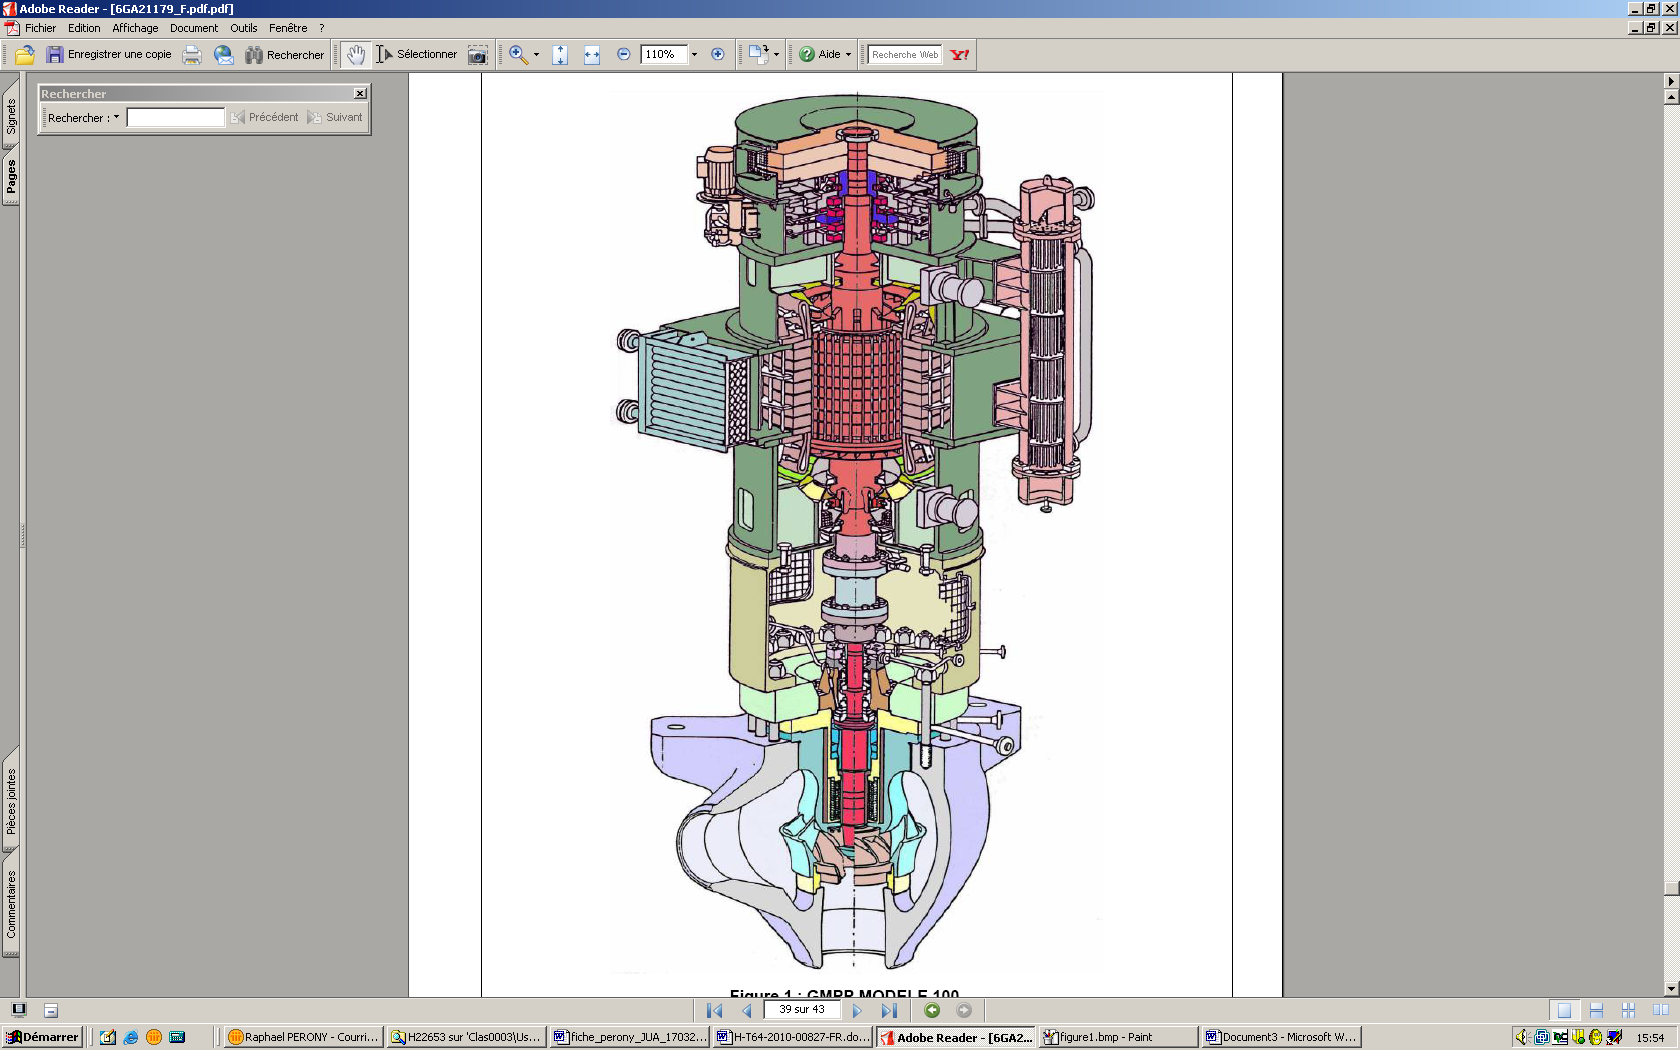 Adobe Reader - [6GA21179_F.pdf.pdf]
Fichier Edition Affichage Document Outils Fenêtre ?
Enregistrer une copie Rechercher Sélectionner 110% Aide Recherche Web Y!
Rechercher
Rechercher : Précédent Suivant
Signets
Pages
Pièces jointes
Commentaires
Figure 1 : GMPP MODELE 100
39 sur 43
Démarrer Raphael PERONY - Courri... H22653 sur 'Clas0003\Us... fiche_perony_JUA_17032... H-T64-2010-00827-FR.do... Adobe Reader - [6GA2... figure1.bmp - Paint Document3 - Microsoft W... 15:54